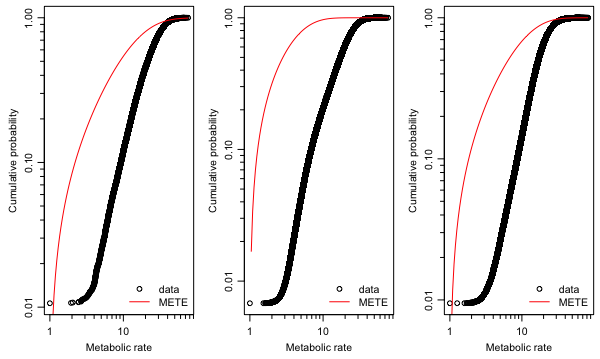 1.00
0.10
0.01
Cumulative probability
1
10
Metabolic rate
data
METE
1.00
0.10
0.01
Cumulative probability
1
10
Metabolic rate
data
METE
1.00
0.10
0.01
Cumulative probability
1
10
Metabolic rate
data
METE